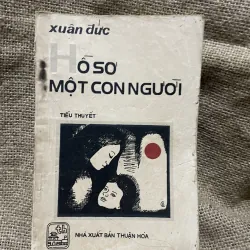 xuân đức
HỒ SƠ
MỘT CON NGƯỜI
TIỂU THUYẾT
NHÀ XUẤT BẢN THUẬN HÓA